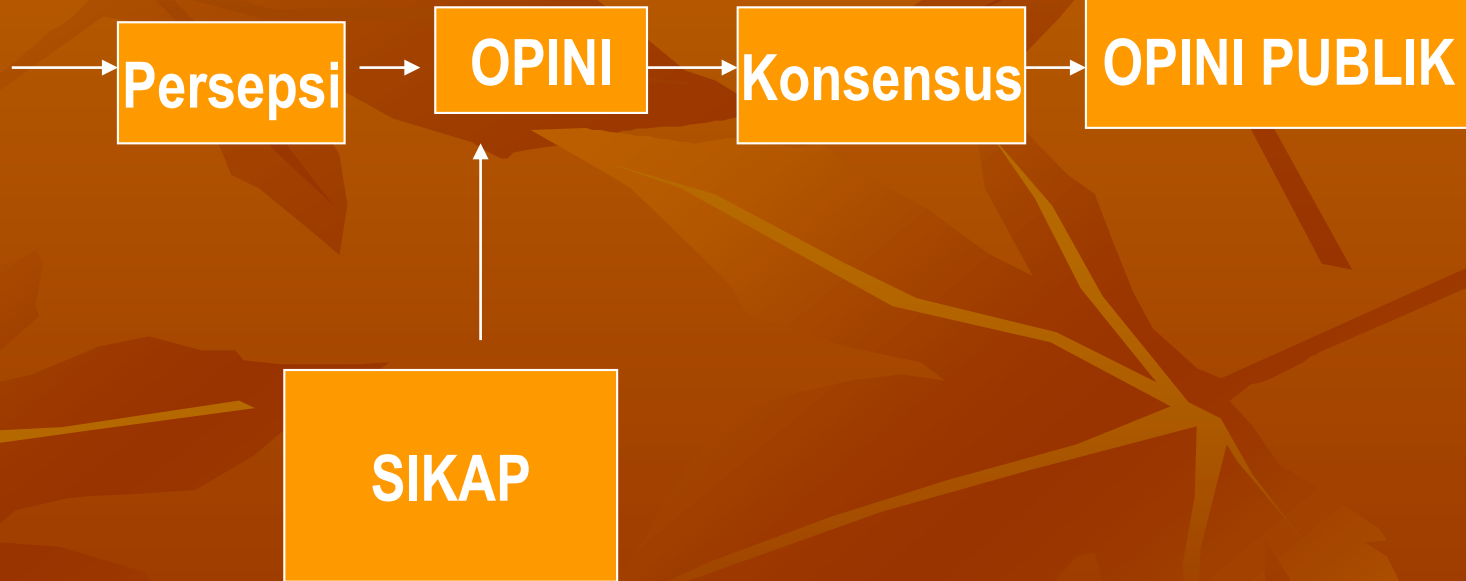 Persepsi
OPINI
Konsensus
OPINI PUBLIK
SIKAP